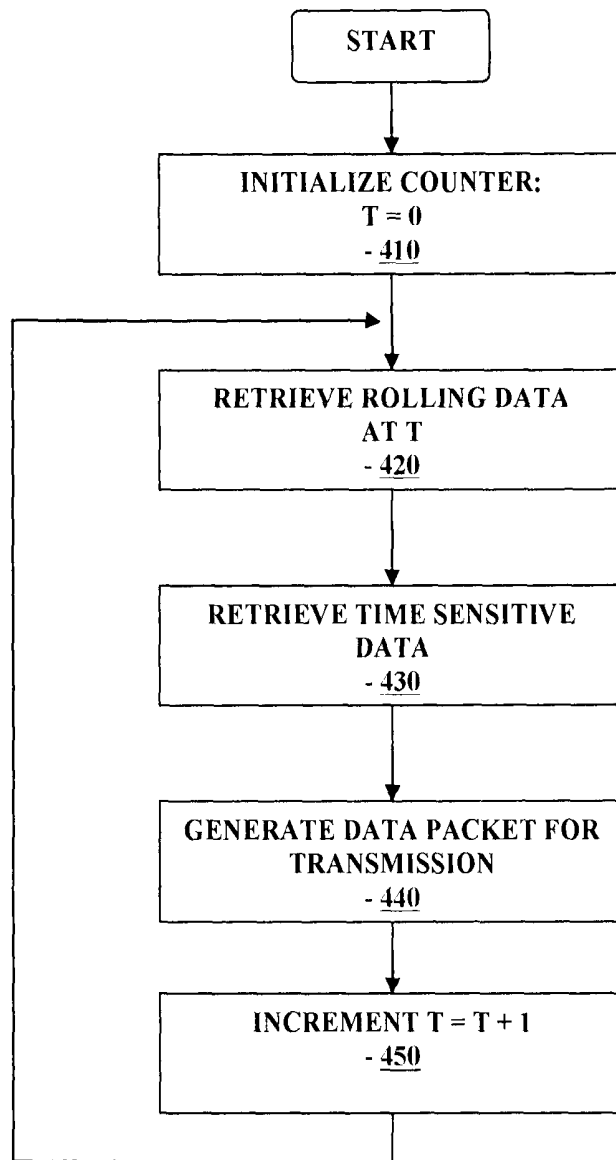 START
INITIALIZE COUNTER:
T = 0
- 410
RETRIEVE ROLLING DATA
AT T
- 420
RETRIEVE TIME SENSITIVE
DATA
- 430
GENERATE DATA PACKET FOR
TRANSMISSION
- 440
INCREMENT T = T + 1
- 450